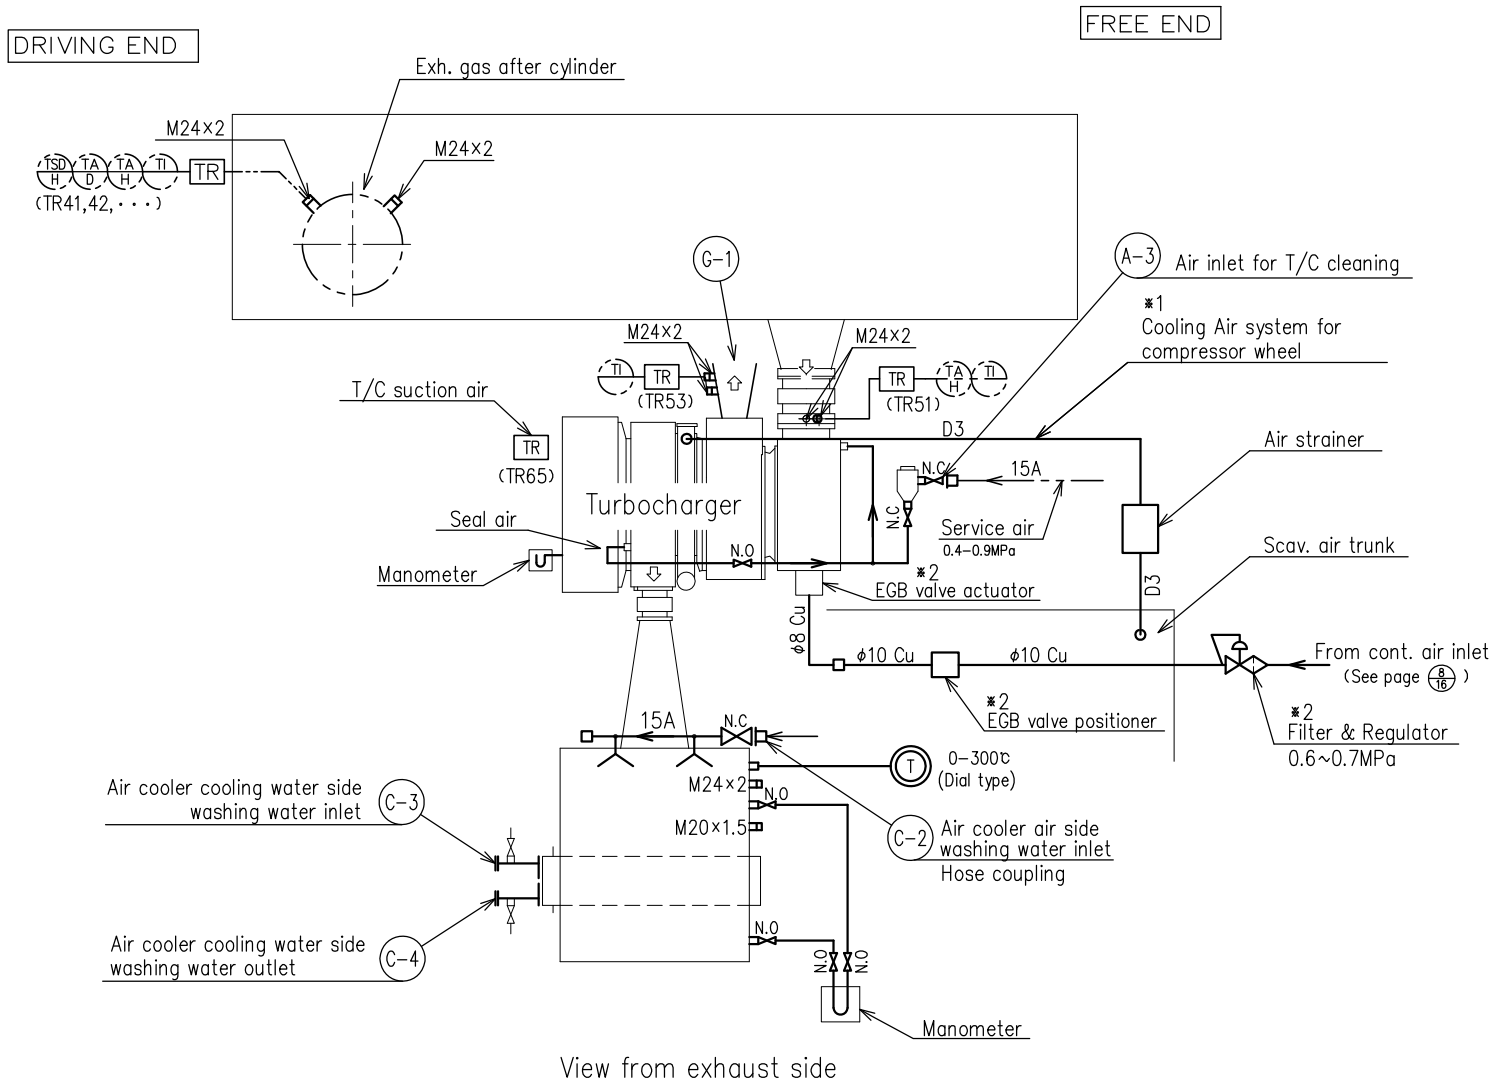 DRIVING END
FREE END
Exh. gas after cylinder
M24×2
M24×2
TSD
H
TA
D
TA
H
TI
TR
(TR41,42,・・・)
G-1
A-3
Air inlet for T/C cleaning
※1
Cooling Air system for
compressor wheel
M24×2
M24×2
TI
TR
(TR53)
TR
(TR51)
TA
H
TI
T/C suction air
TR
(TR65)
D3
Air strainer
N.C
15A
Turbocharger
N.C
Service air
0.4-0.9MPa
Seal air
N.O
Scav. air trunk
Manometer
※2
EGB valve actuator
D3
φ8 Cu
φ10 Cu
φ10 Cu
From cont. air inlet
(See page 8
16 )
※2
EGB valve positioner
※2
Filter & Regulator
0.6~0.7MPa
15A
N.C
T
0-300℃
(Dial type)
M24×2
N.O
M20×1.5
Air cooler cooling water side
washing water inlet
C-3
C-2
Air cooler air side
washing water inlet
Hose coupling
Air cooler cooling water side
washing water outlet
C-4
N.O
N.O
N.O
Manometer
View from exhaust side